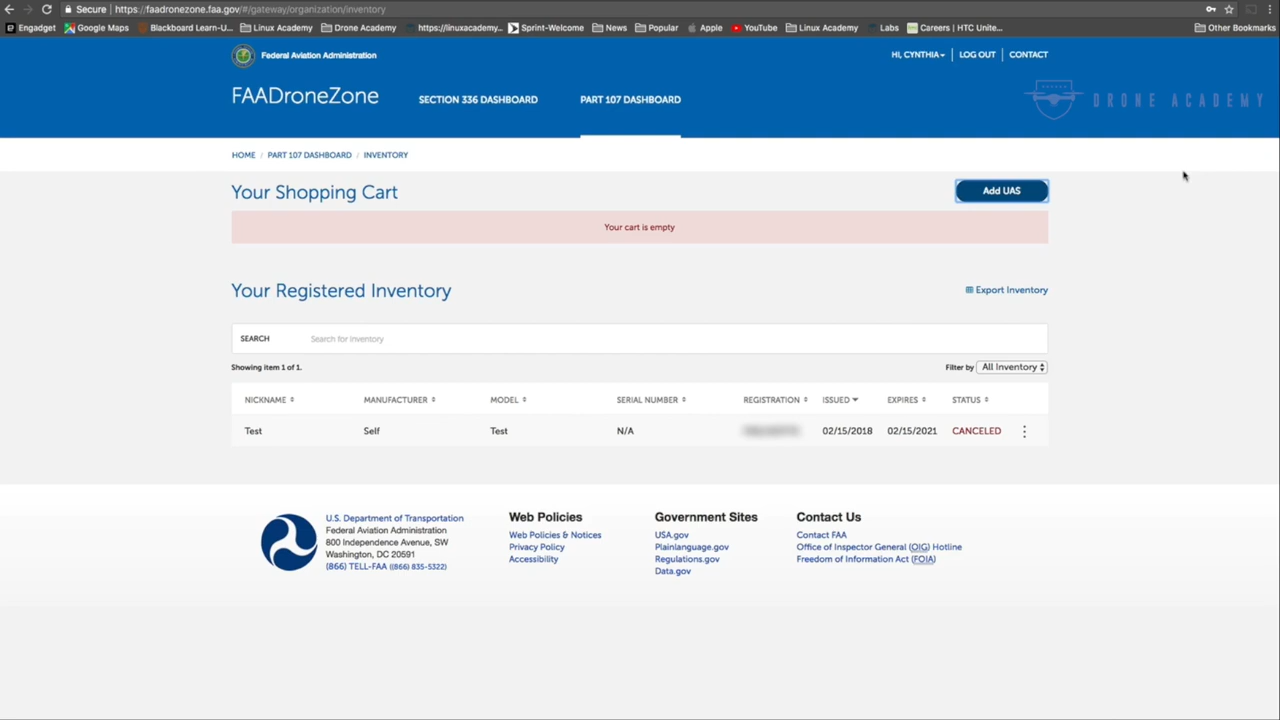 Secure https://faadronezone.faa.gov/#/gateway/organization/inventory
Engadget Google Maps Blackboard Learn-U... Linux Academy Drone Academy https://linuxacademy... Sprint-Welcome News Popular Apple YouTube Linux Academy Labs Careers | HTC Unite... Other Bookmarks
Federal Aviation Administration HI, CYNTHIA LOG OUT CONTACT
FAADroneZone SECTION 336 DASHBOARD PART 107 DASHBOARD DRONE ACADEMY
HOME / PART 107 DASHBOARD / INVENTORY
Your Shopping Cart Add UAS
Your cart is empty
Your Registered Inventory Export Inventory
SEARCH Search for inventory
Showing item 1 of 1. Filter by All Inventory
NICKNAME MANUFACTURER MODEL SERIAL NUMBER REGISTRATION ISSUED EXPIRES STATUS
Test Self Test N/A 02/15/2018 02/15/2021 CANCELED
U.S. Department of Transportation
Federal Aviation Administration
800 Independence Avenue, SW
Washington, DC 20591
(866) TELL-FAA ((866) 835-5322)
Web Policies
Web Policies & Notices
Privacy Policy
Accessibility
Government Sites
USA.gov
Plainlanguage.gov
Regulations.gov
Data.gov
Contact Us
Contact FAA
Office of Inspector General (OIG) Hotline
Freedom of Information Act (FOIA)